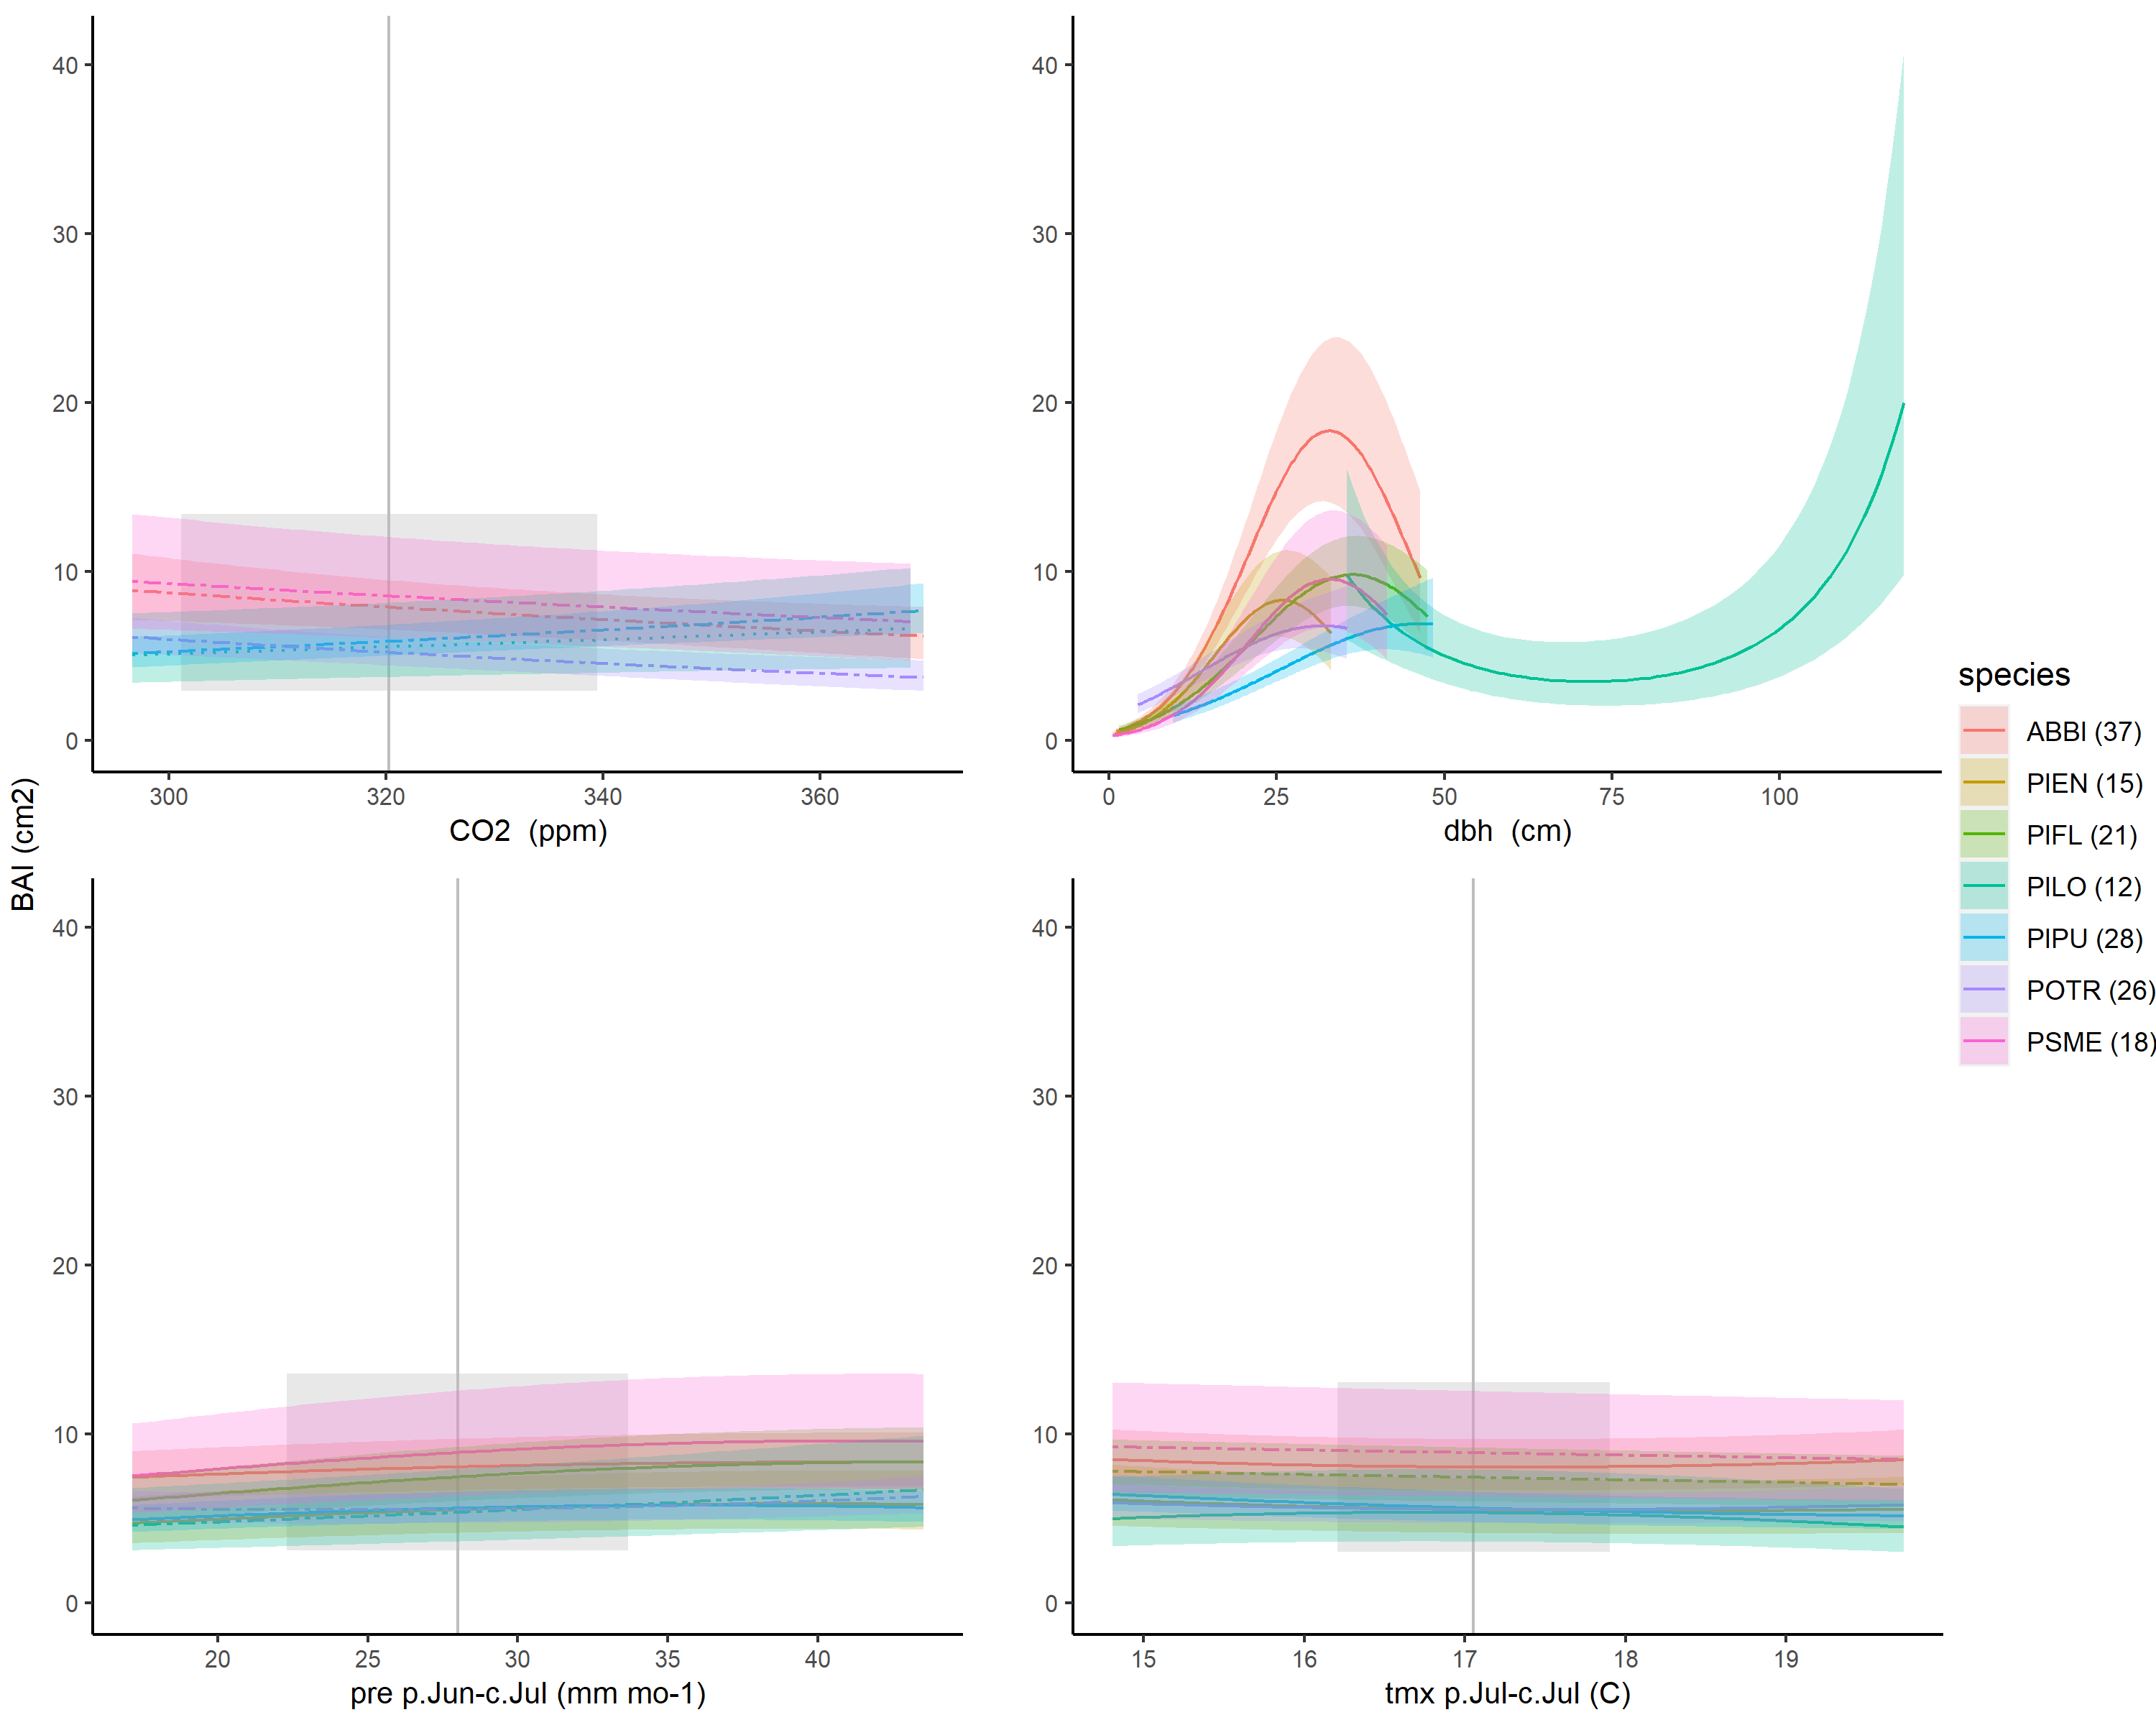 40
30
20
10
0
300 320 340 360
CO2 (ppm)
40
30
20
10
0
0 25 50 75 100
dbh (cm)
BAI (cm2)
40
30
20
10
0
20 25 30 35 40
pre p.Jun-c.Jul (mm mo-1)
40
30
20
10
0
15 16 17 18 19
tmx p.Jul-c.Jul (C)
species
ABBI (37)
PIEN (15)
PIFL (21)
PILO (12)
PIPU (28)
POTR (26)
PSME (18)